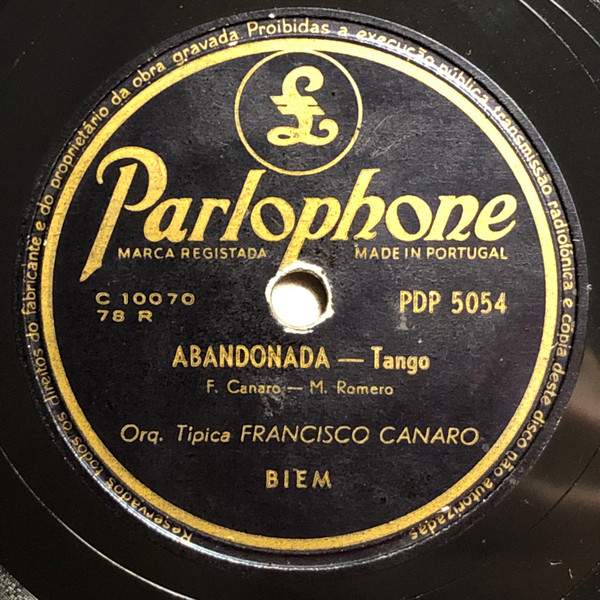 Reservados todos os direitos do fabricante e do proprietário da obra gravada Proibidas a execução pública, transmissão radiofónica e cópia deste disco não autorizadas
£
Parlophone
MARCA REGISTADA MADE IN PORTUGAL
C 10070 PDP 5054
78 R
ABANDONADA — Tango
F. Canaro — M. Romero
Orq. Tipica FRANCISCO CANARO
BIEM